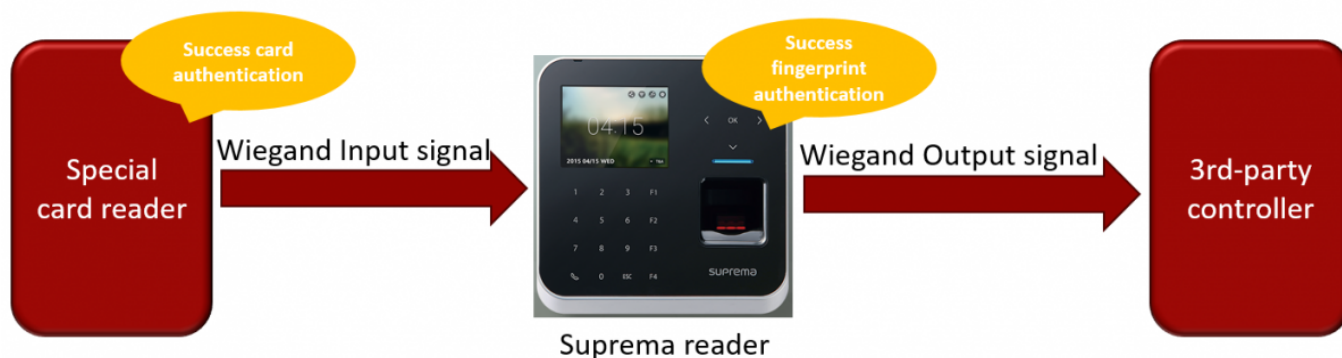 Success card
authentication
Success
fingerprint
authentication
Special
card reader
Wiegand Input signal
04:15
2015 04/15 WED
OK
1 2 3 F1
4 5 6 F2
7 8 9 F3
0 ESC F4
suprema
Wiegand Output signal
3rd-party
controller
Suprema reader